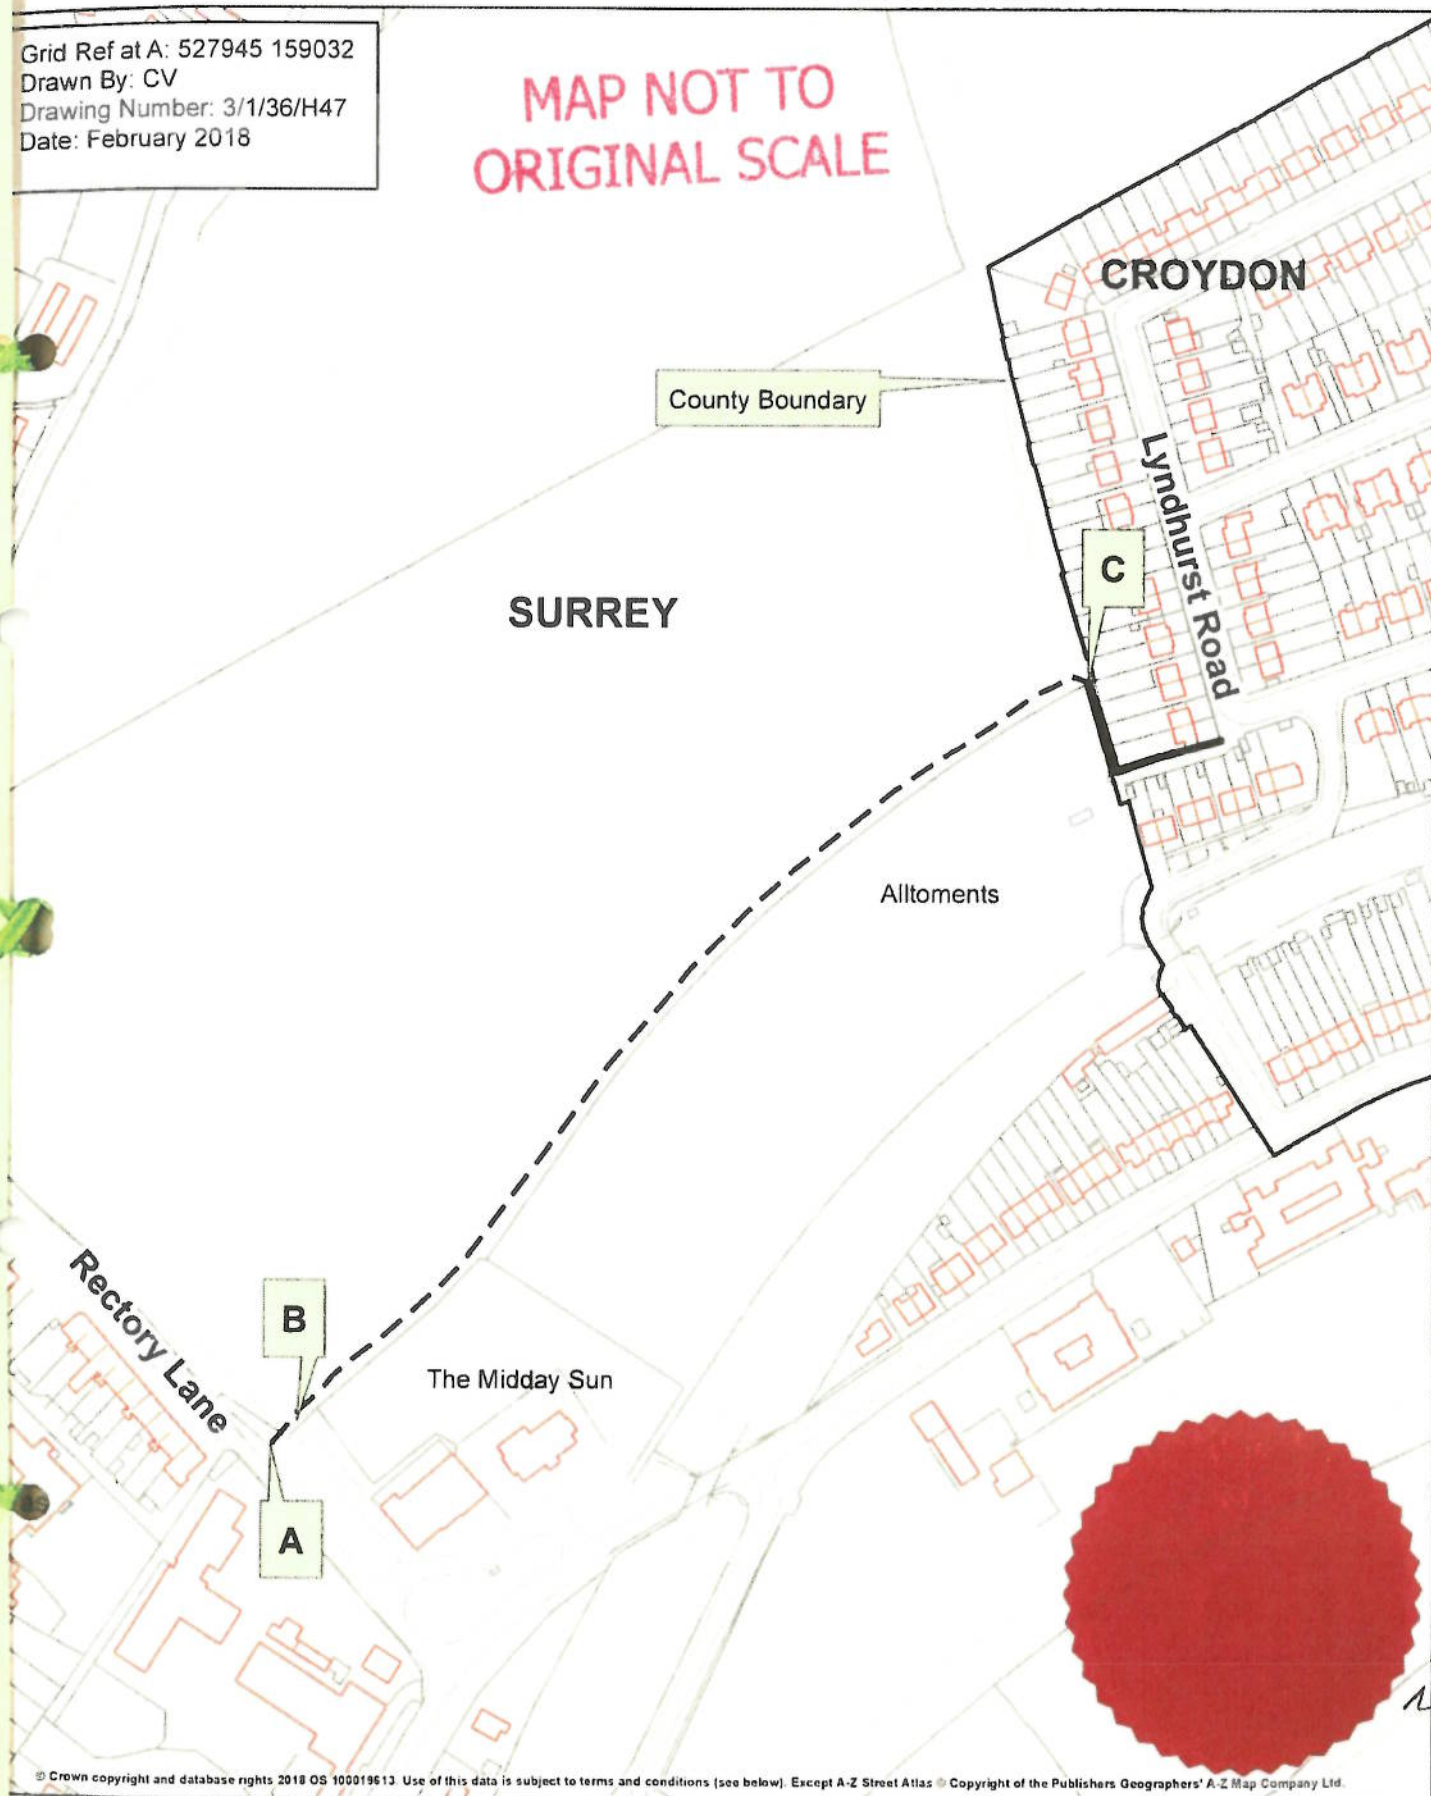 Grid Ref at A: 527945 159032
Drawn By: CV
Drawing Number: 3/1/36/H47
Date: February 2018
MAP NOT TO
ORIGINAL SCALE
CROYDON
County Boundary
Lyndhurst Road
C
SURREY
Alltoments
Rectory Lane
B
The Midday Sun
A
© Crown copyright and database rights 2018 OS 100019613. Use of this data is subject to terms and conditions (see below). Except A-Z Street Atlas © Copyright of the Publishers Geographers' A-Z Map Company Ltd.